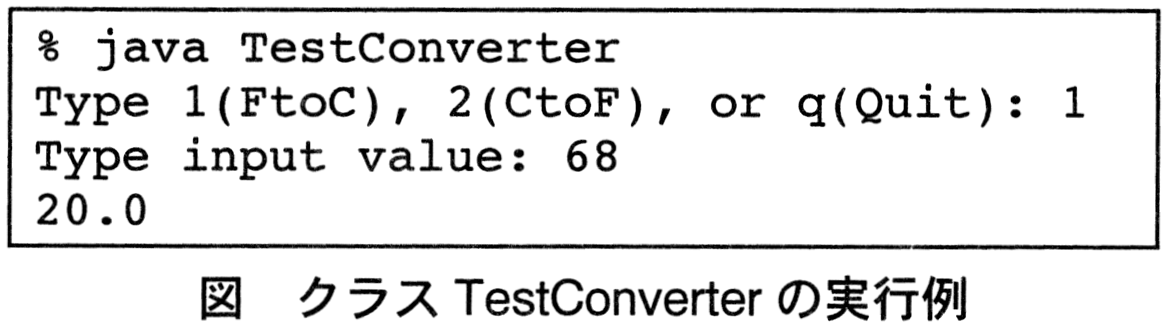 % java TestConverter
Type 1(FtoC), 2(CtoF), or q(Quit): 1
Type input value: 68
20.0
図　クラス TestConverter の実行例